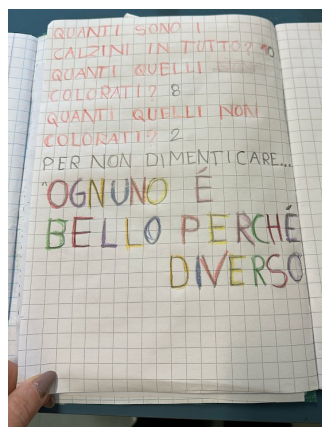 QUANTI SONO I
CALZINI IN TUTTO? 10
QUANTI QUELLI
COLORATI? 8
QUANTI QUELLI NON
COLORATI? 2
PER NON DIMENTICARE...
"OGNUNO É
BELLO PERCHÉ
DIVERSO